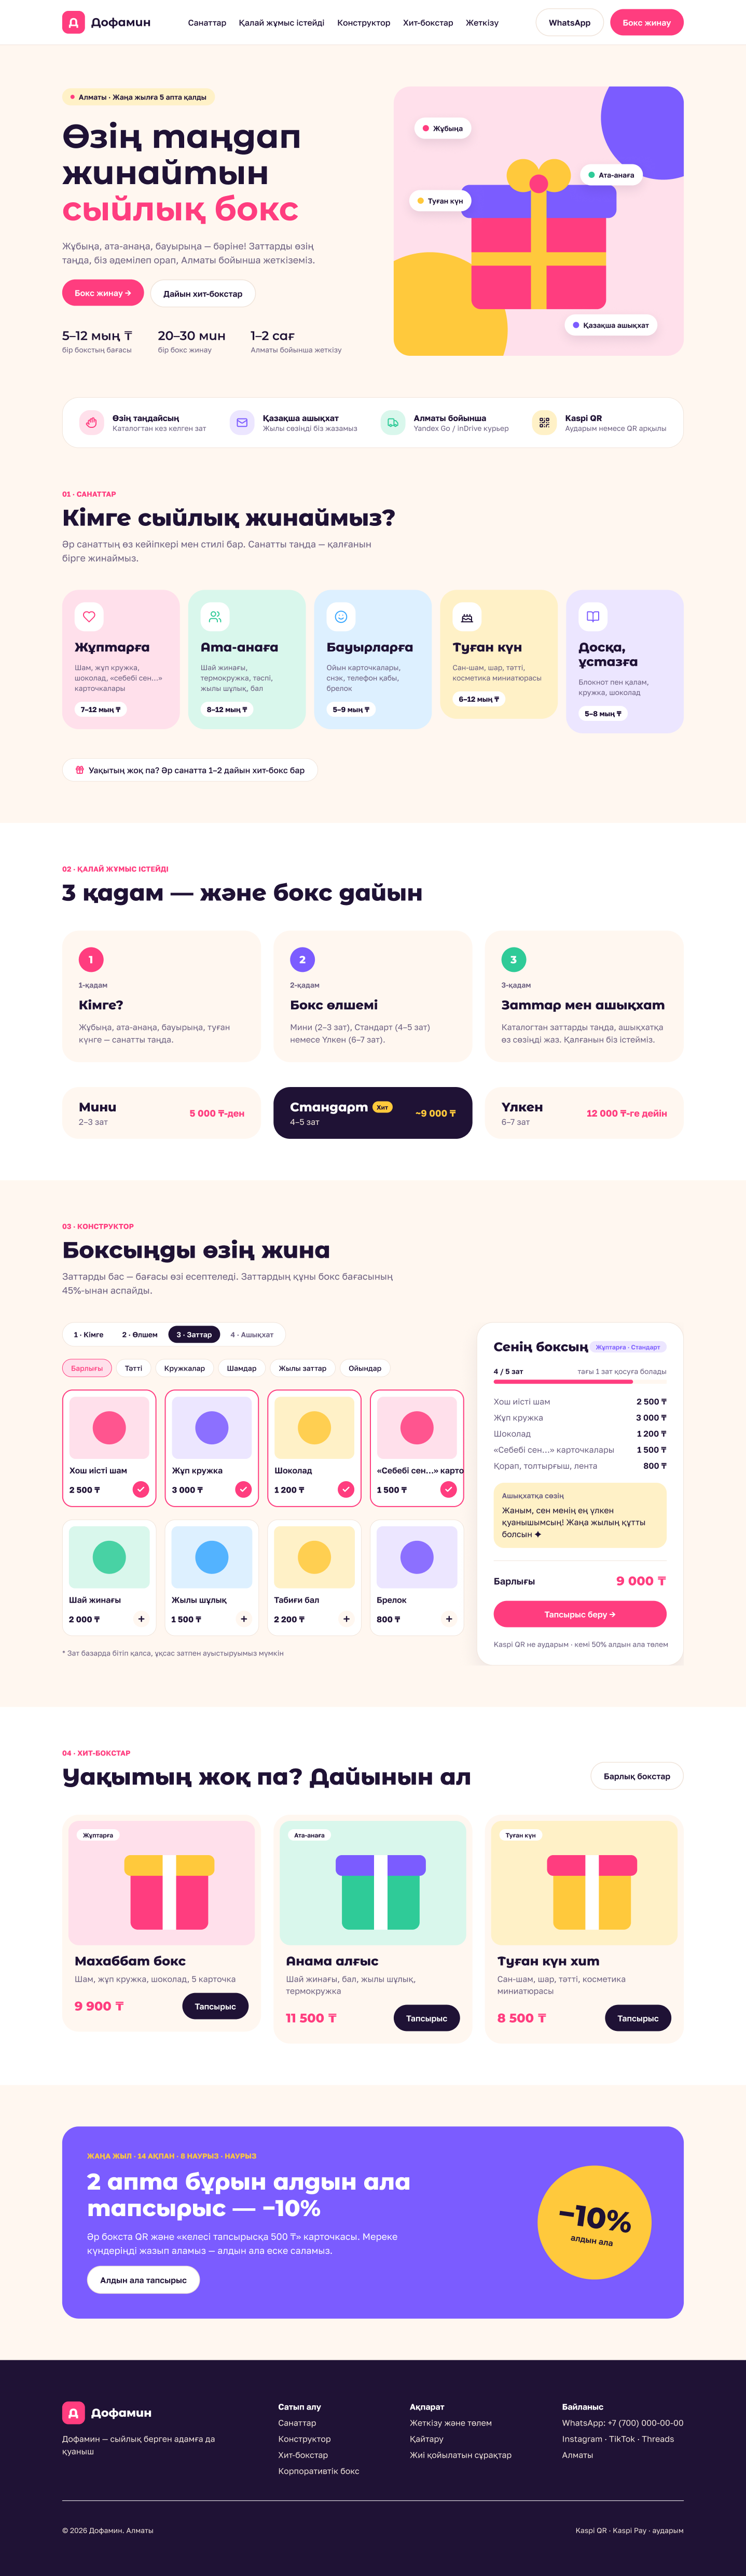 Д Дофамин
Санаттар Қалай жұмыс істейді Конструктор Хит-бокстар Жеткізу
WhatsApp Бокс жинау
Алматы · Жаңа жылға 5 апта қалды
Өзің таңдап
жинайтын
сыйлық бокс
Жұбыңа, ата-анаңа, бауырыңа — бәріне! Заттарды өзің
таңда, біз әдемілеп орап, Алматы бойынша жеткіземіз.
Бокс жинау → Дайын хит-бокстар
5–12 мың ₸ 20–30 мин 1–2 сағ
бір бокстың бағасы бір бокс жинау Алматы бойынша жеткізу
Жұбыңа
Ата-анаға
Туған күн
Қазақша ашықхат
Өзің таңдайсың
Каталогтан кез келген зат
Қазақша ашықхат
Жылы сөзіңді біз жазамыз
Алматы бойынша
Yandex Go / inDrive курьер
Kaspi QR
Аударым немесе QR арқылы
01 · САНАТТАР
Кімге сыйлық жинаймыз?
Әр санаттың өз кейіпкері мен стилі бар. Санатты таңда — қалғанын
бірге жинаймыз.
Жұптарға
Шам, жұп кружка,
шоколад, «себебі сен…»
карточкалары
7–12 мың ₸
Ата-анаға
Шай жинағы,
термокружка, тәспі,
жылы шұлық, бал
8–12 мың ₸
Бауырларға
Ойын карточкалары,
снэк, телефон қабы,
брелок
5–9 мың ₸
Туған күн
Сан-шам, шар, тәтті,
косметика миниатюрасы
6–12 мың ₸
Досқа,
ұстазға
Блокнот пен қалам,
кружка, шоколад
5–8 мың ₸
Уақытың жоқ па? Әр санатта 1–2 дайын хит-бокс бар
02 · ҚАЛАЙ ЖҰМЫС ІСТЕЙДІ
3 қадам — және бокс дайын
1
1-қадам
Кімге?
Жұбыңа, ата-анаңа, бауырыңа, туған
күнге — санатты таңда.
2
2-қадам
Бокс өлшемі
Мини (2–3 зат), Стандарт (4–5 зат)
немесе Үлкен (6–7 зат).
3
3-қадам
Заттар мен ашықхат
Каталогтан заттарды таңда, ашықхатқа
өз сөзіңді жаз. Қалғанын біз істейміз.
Мини
2–3 зат
5 000 ₸-ден
Стандарт Хит
4–5 зат
~9 000 ₸
Үлкен
6–7 зат
12 000 ₸-ге дейін
03 · КОНСТРУКТОР
Боксыңды өзің жина
Заттарды бас — бағасы өзі есептеледі. Заттардың құны бокс бағасының
45%-ынан аспайды.
1 · Кімге 2 · Өлшем 3 · Заттар 4 · Ашықхат
Барлығы Тәтті Кружкалар Шамдар Жылы заттар Ойындар
Хош иісті шам
2 500 ₸
Жұп кружка
3 000 ₸
Шоколад
1 200 ₸
«Себебі сен…» карто
1 500 ₸
Шай жинағы
2 000 ₸ +
Жылы шұлық
1 500 ₸ +
Табиғи бал
2 200 ₸ +
Брелок
800 ₸ +
* Зат базарда бітіп қалса, ұқсас затпен ауыстыруымыз мүмкін
Сенің боксың Жұптарға · Стандарт
4 / 5 зат тағы 1 зат қосуға болады
Хош иісті шам 2 500 ₸
Жұп кружка 3 000 ₸
Шоколад 1 200 ₸
«Себебі сен…» карточкалары 1 500 ₸
Қорап, толтырғыш, лента 800 ₸
Ашықхатқа сөзің
Жаным, сен менің ең үлкен
қуанышымсың! Жаңа жылың құтты
болсын ✦
Барлығы 9 000 ₸
Тапсырыс беру →
Kaspi QR не аударым · кемі 50% алдын ала төлем
04 · ХИТ-БОКСТАР
Уақытың жоқ па? Дайынын ал
Барлық бокстар
Жұптарға
Махаббат бокс
Шам, жұп кружка, шоколад, 5 карточка
9 900 ₸ Тапсырыс
Ата-анаға
Анама алғыс
Шай жинағы, бал, жылы шұлық,
термокружка
11 500 ₸ Тапсырыс
Туған күн
Туған күн хит
Сан-шам, шар, тәтті, косметика
миниатюрасы
8 500 ₸ Тапсырыс
ЖАҢА ЖЫЛ · 14 АҚПАН · 8 НАУРЫЗ · НАУРЫЗ
2 апта бұрын алдын ала
тапсырыс — −10%
Әр бокста QR және «келесі тапсырысқа 500 ₸» карточкасы. Мереке
күндеріңді жазып аламыз — алдын ала еске саламыз.
Алдын ала тапсырыс
−10%
алдын ала
Д Дофамин
Дофамин — сыйлық берген адамға да
қуаныш
Сатып алу
Санаттар
Конструктор
Хит-бокстар
Корпоративтік бокс
Ақпарат
Жеткізу және төлем
Қайтару
Жиі қойылатын сұрақтар
Байланыс
WhatsApp: +7 (700) 000-00-00
Instagram · TikTok · Threads
Алматы
© 2026 Дофамин. Алматы
Kaspi QR · Kaspi Pay · аударым